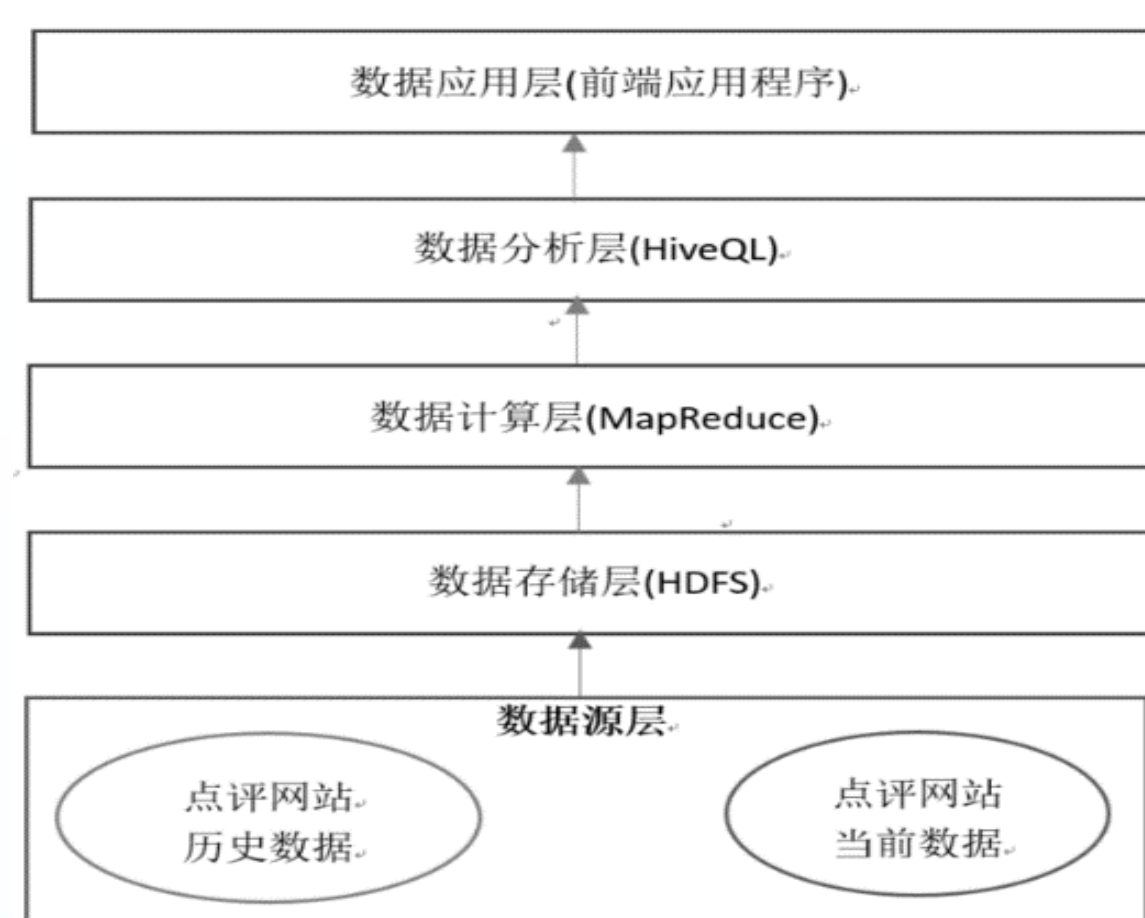 数据应用层(前端应用程序)
数据分析层(HiveQL)
数据计算层(MapReduce)
数据存储层(HDFS)
数据源层
点评网站
历史数据
点评网站
当前数据